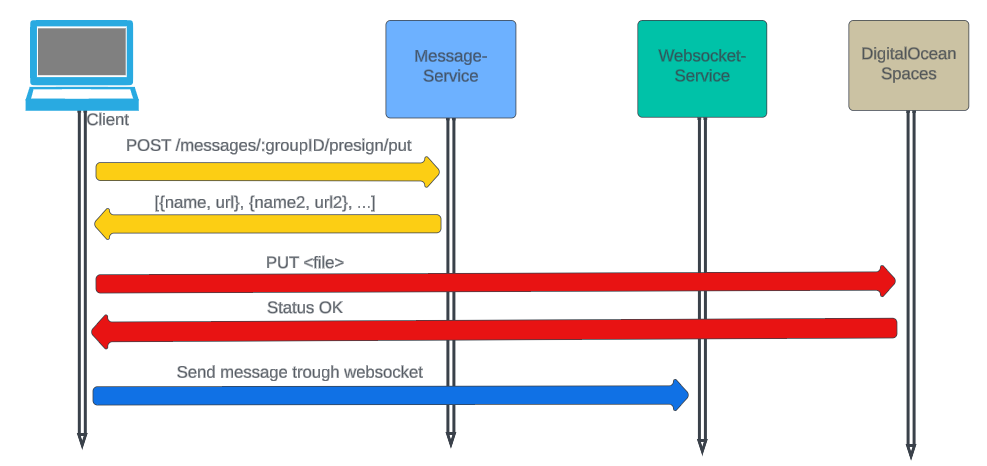 Message-
Service
Websocket-
Service
DigitalOcean
Spaces
Client
POST /messages/:groupID/presign/put
[{name, url}, {name2, url2}, ...]
PUT <file>
Status OK
Send message trough websocket